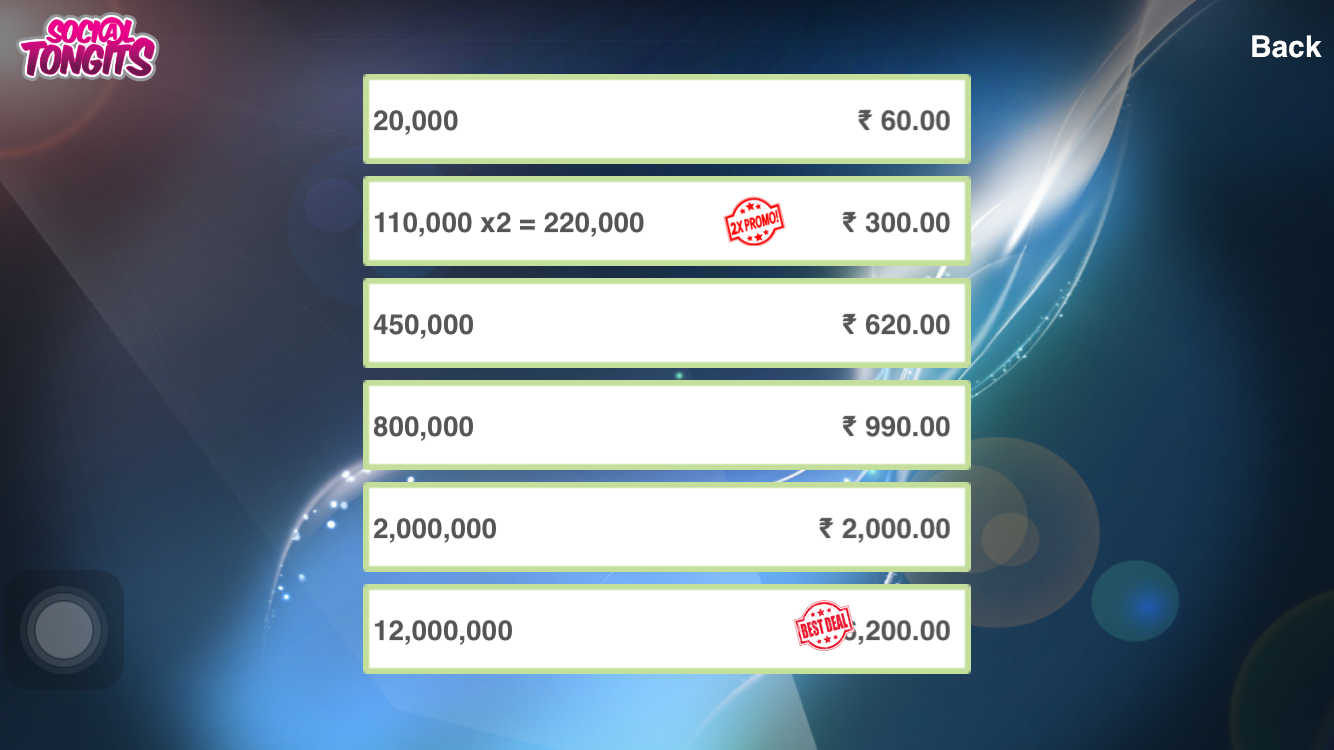 SOCIAL
TONGITS
Back
20,000 ₹ 60.00
110,000 x2 = 220,000 2X PROMO! ₹ 300.00
450,000 ₹ 620.00
800,000 ₹ 990.00
2,000,000 ₹ 2,000.00
12,000,000 BEST DEAL ,200.00